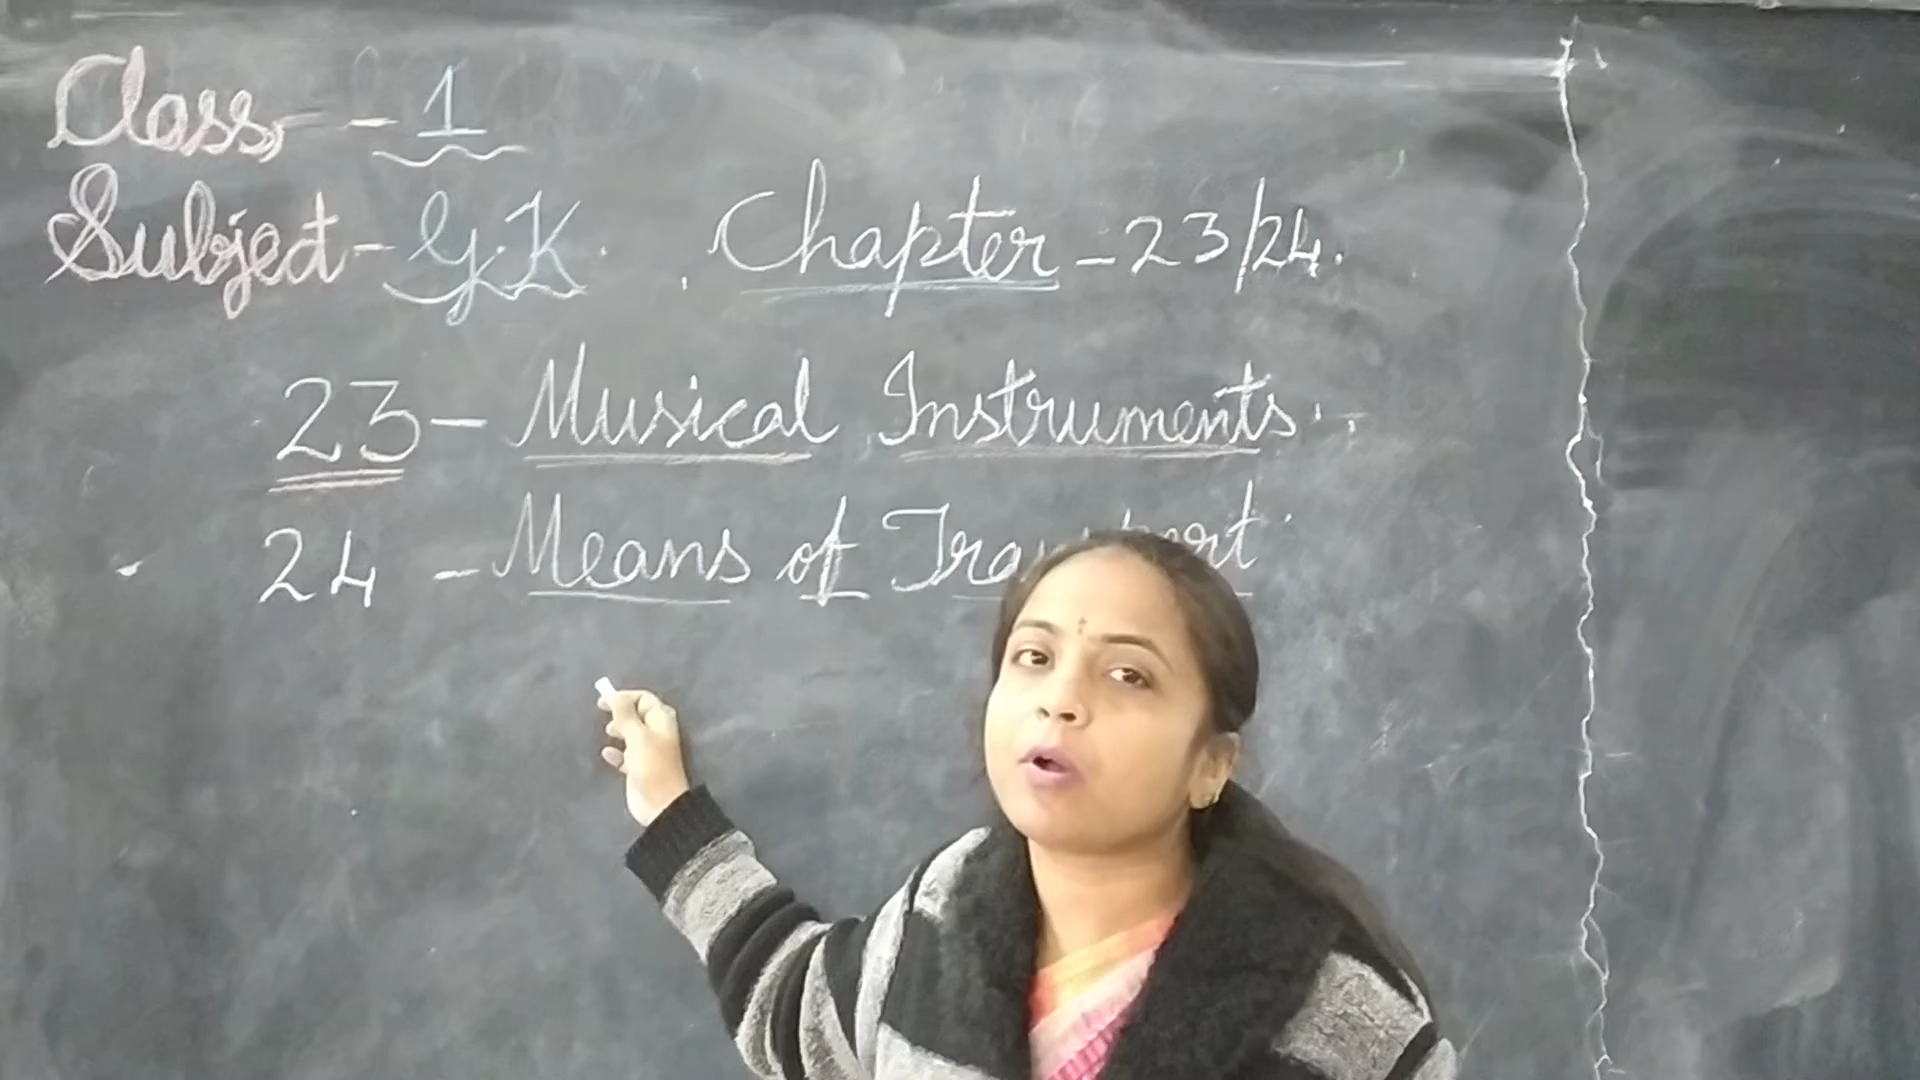 Class, - 1
Subject - G.K. Chapter - 23/24.
23 - Musical Instruments.
24 - Means of